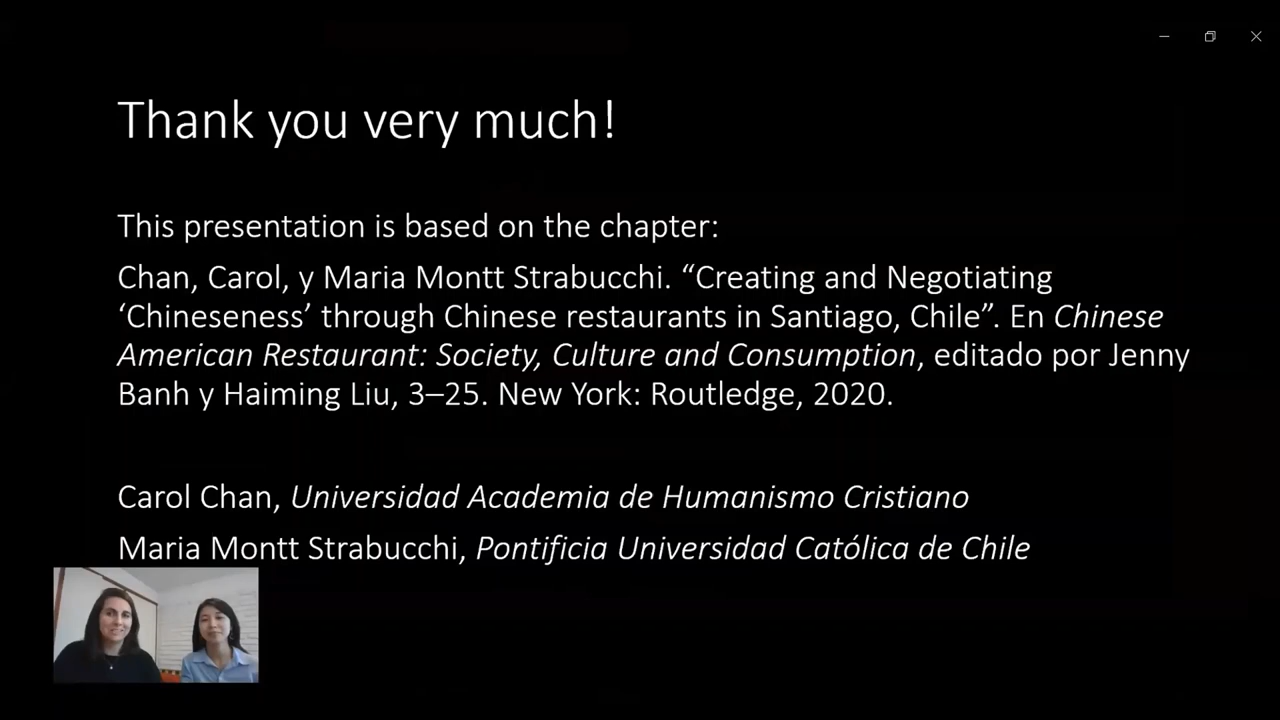 Thank you very much!
This presentation is based on the chapter:
Chan, Carol, y Maria Montt Strabucchi. “Creating and Negotiating
‘Chineseness’ through Chinese restaurants in Santiago, Chile”. En Chinese
American Restaurant: Society, Culture and Consumption, editado por Jenny
Banh y Haiming Liu, 3–25. New York: Routledge, 2020.
Carol Chan, Universidad Academia de Humanismo Cristiano
Maria Montt Strabucchi, Pontificia Universidad Católica de Chile